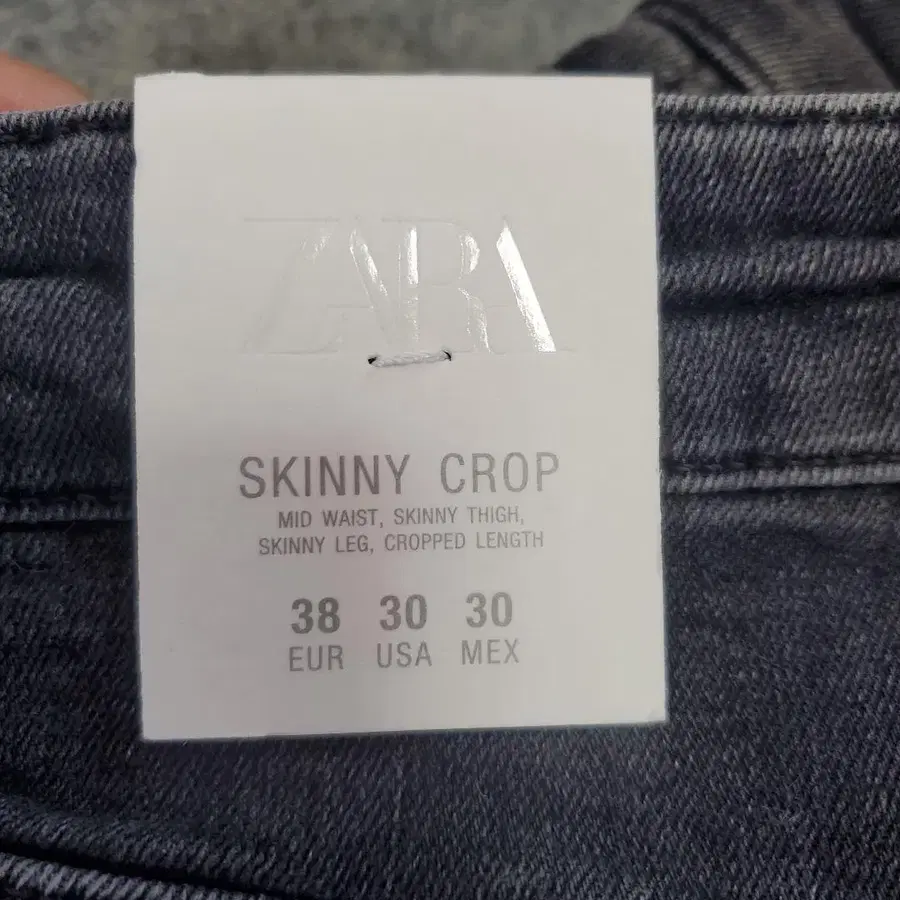 ZARA
SKINNY CROP
MID WAIST, SKINNY THIGH,
SKINNY LEG, CROPPED LENGTH
38 30 30
EUR USA MEX